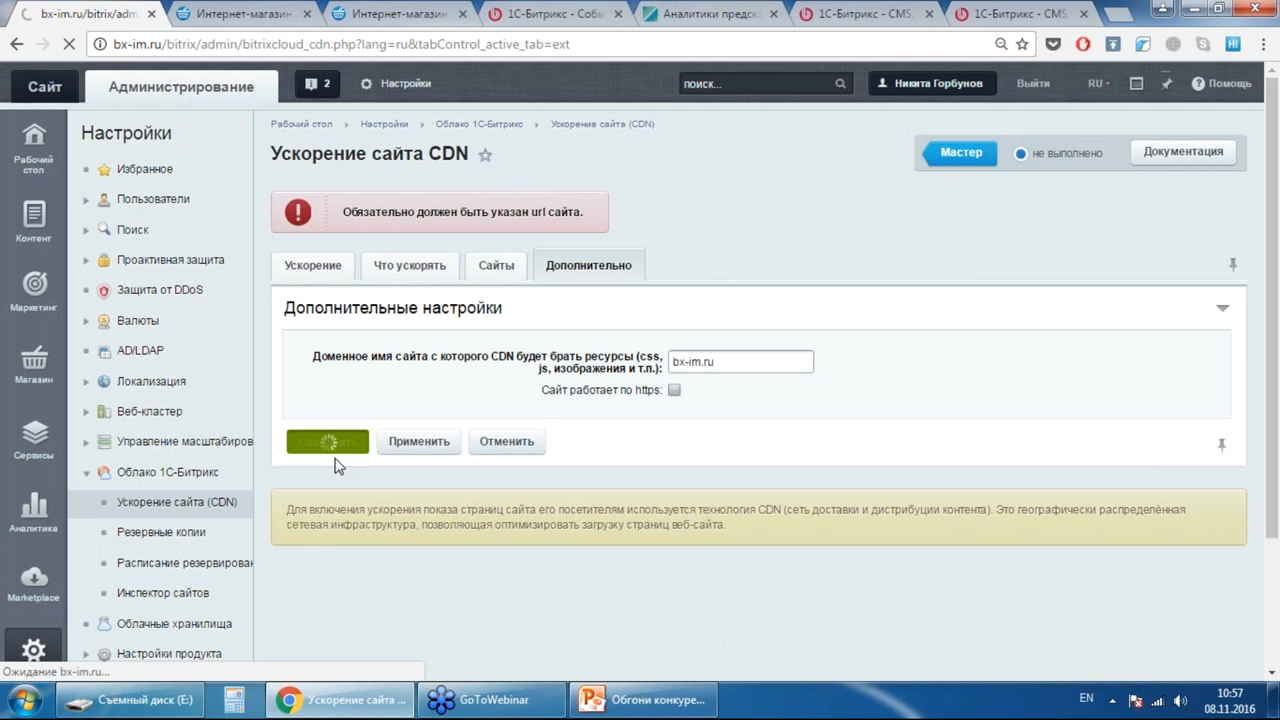 bx-im.ru/bitrix/adm
Интернет-магазин
Интернет-магазин
1С-Битрикс - Собы
Аналитики предска
1С-Битрикс - CMS,
1С-Битрикс - CMS,
bx-im.ru/bitrix/admin/bitrixcloud_cdn.php?lang=ru&tabControl_active_tab=ext
Hi
Сайт
Администрирование
2
Настройки
поиск...
Никита Горбунов
Выйти
RU
Помощь
Рабочий стол
Контент
Маркетинг
Магазин
Сервисы
Аналитика
Marketplace
Настройки
Избранное
Пользователи
Поиск
Проактивная защита
Защита от DDoS
Валюты
AD/LDAP
Локализация
Веб-кластер
Управление масштабиров
Облако 1С-Битрикс
Ускорение сайта (CDN)
Резервные копии
Расписание резервирован
Инспектор сайтов
Облачные хранилища
Настройки продукта
Рабочий стол
Настройки
Облако 1С-Битрикс
Ускорение сайта (CDN)
Ускорение сайта CDN
Мастер
не выполнено
Документация
Обязательно должен быть указан url сайта.
Ускорение
Что ускорять
Сайты
Дополнительно
Дополнительные настройки
Доменное имя сайта с которого CDN будет брать ресурсы (css,
js, изображения и т.п.):
bx-im.ru
Сайт работает по https:
Применить
Отменить
Для включения ускорения показа страниц сайта его посетителям используется технология CDN (сеть доставки и дистрибуции контента). Это географически распределённая
сетевая инфраструктура, позволяющая оптимизировать загрузку страниц веб-сайта.
Ожидание bx-im.ru...
Съемный диск (E:)
Ускорение сайта ...
GoToWebinar
Обгони конкуре...
EN
10:57
08.11.2016